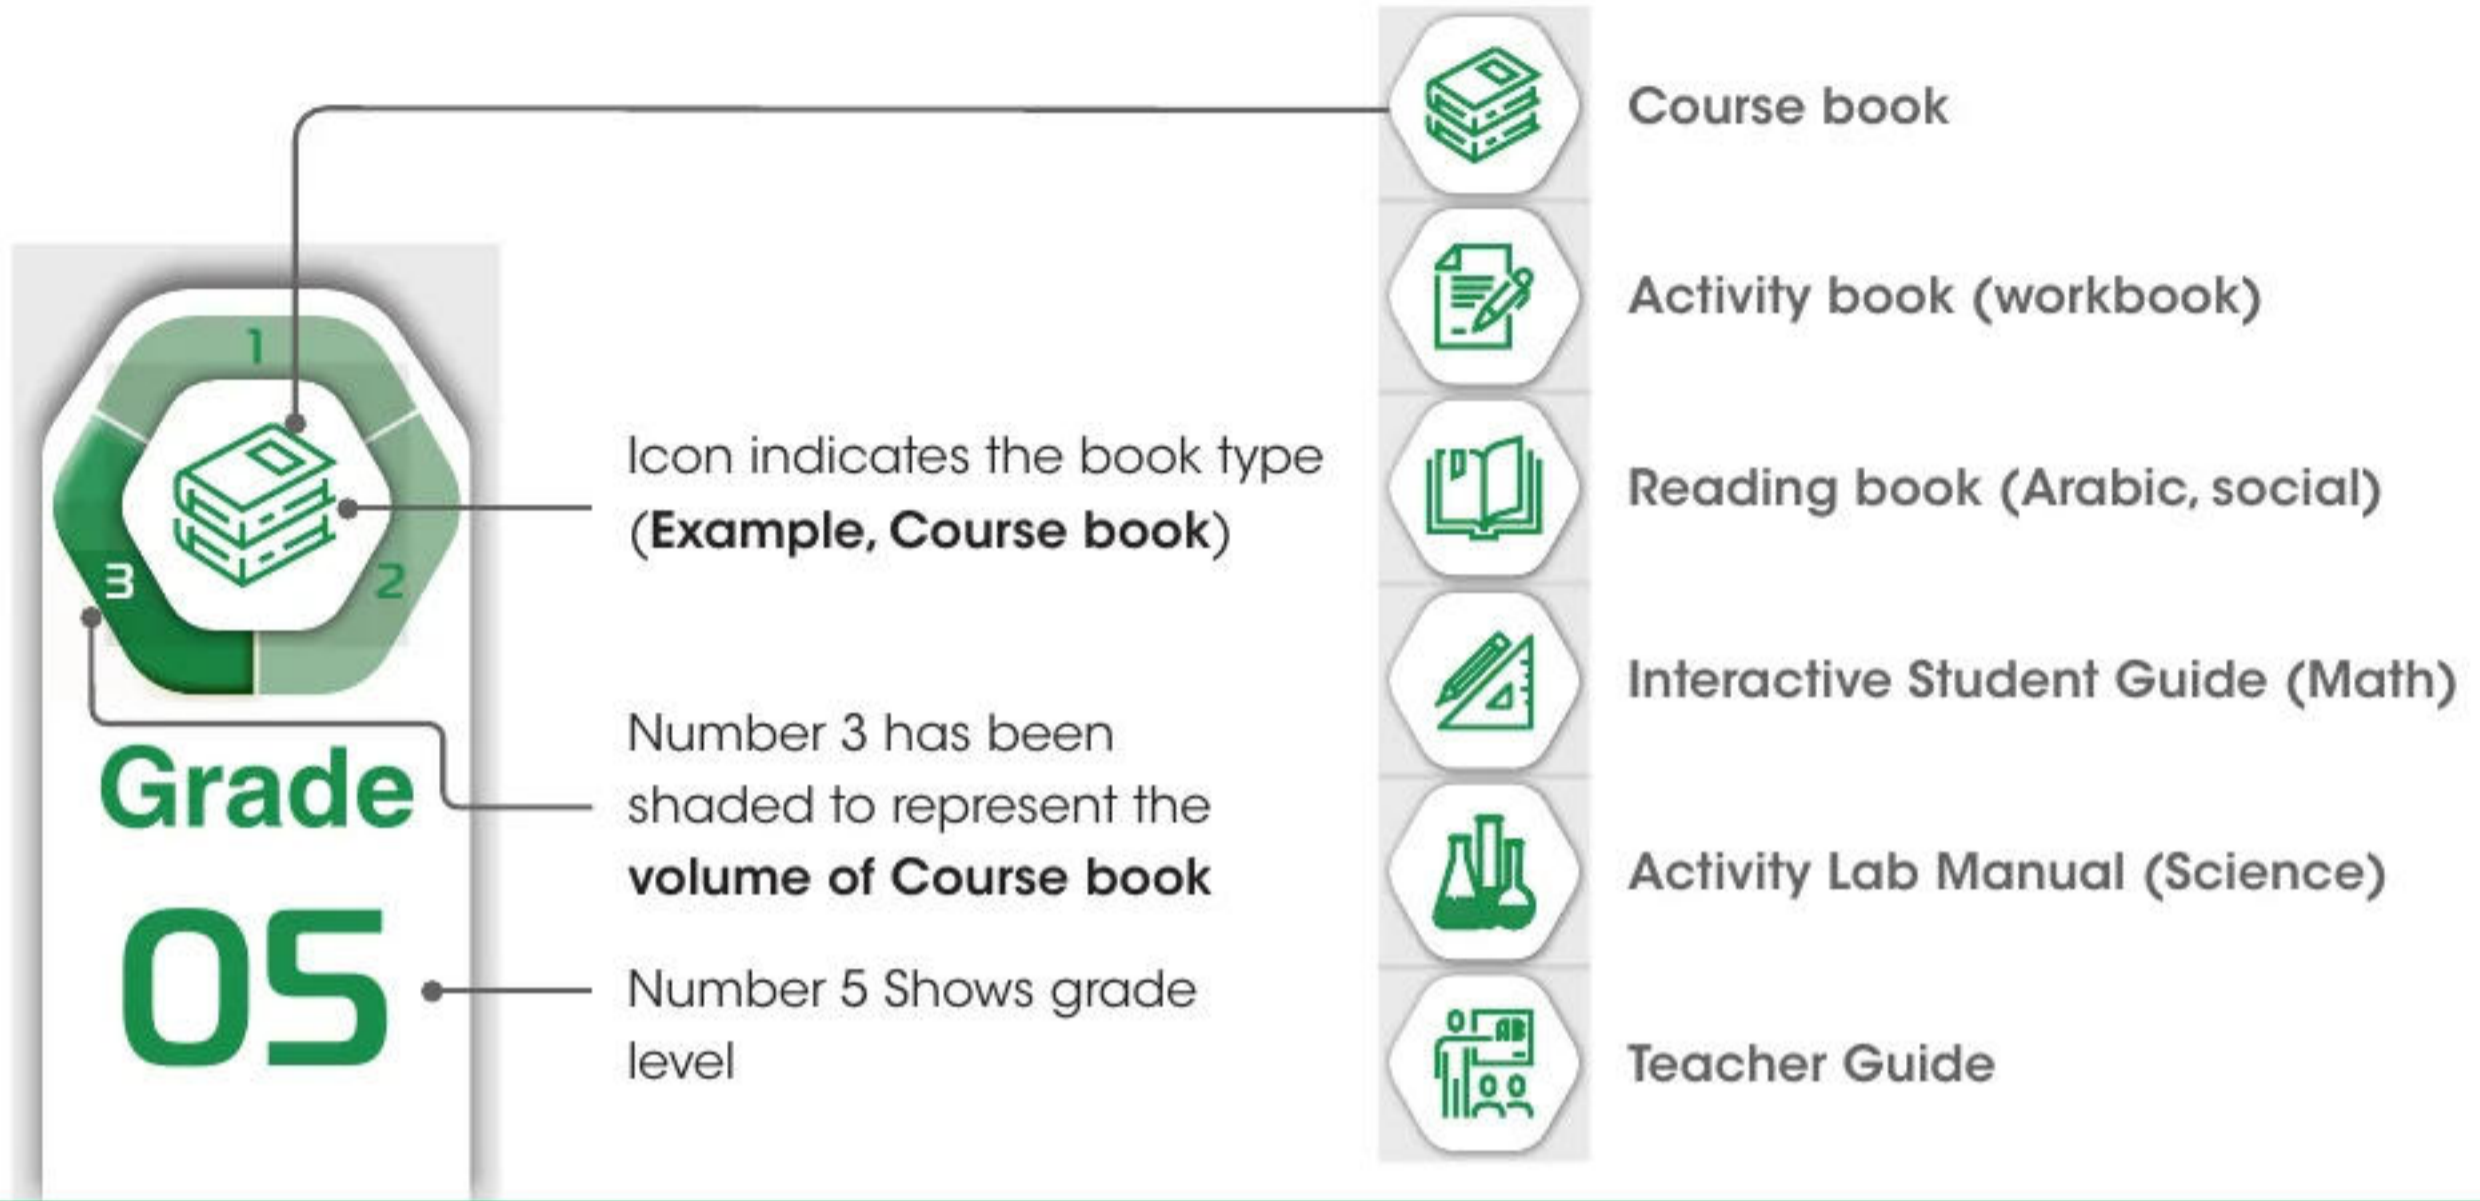 1
2
3
Grade
05
Icon indicates the book type
(Example, Course book)
Number 3 has been
shaded to represent the
volume of Course book
Number 5 Shows grade
level
Course book
Activity book (workbook)
Reading book (Arabic, social)
Interactive Student Guide (Math)
Activity Lab Manual (Science)
AB
Teacher Guide